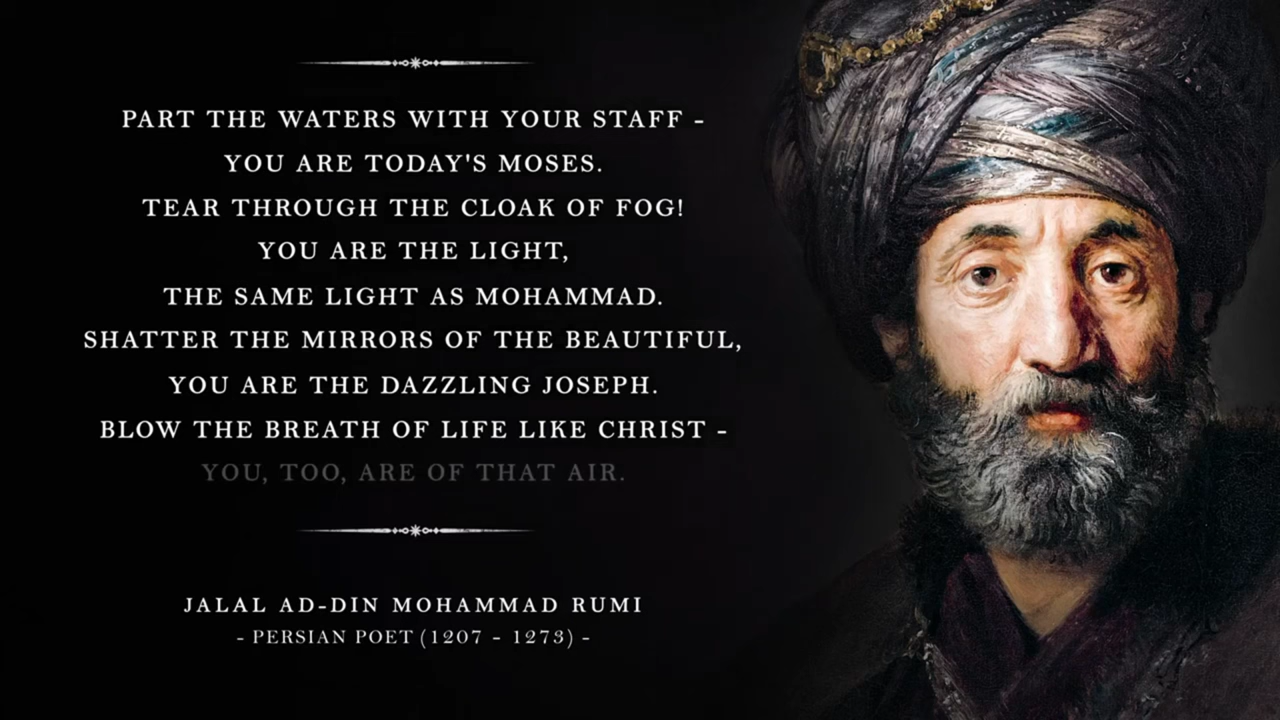 PART THE WATERS WITH YOUR STAFF -
YOU ARE TODAY'S MOSES.
TEAR THROUGH THE CLOAK OF FOG!
YOU ARE THE LIGHT,
THE SAME LIGHT AS MOHAMMAD.
SHATTER THE MIRRORS OF THE BEAUTIFUL,
YOU ARE THE DAZZLING JOSEPH.
BLOW THE BREATH OF LIFE LIKE CHRIST -
YOU, TOO, ARE OF THAT AIR.
JALAL AD-DIN MOHAMMAD RUMI
- PERSIAN POET (1207 - 1273) -